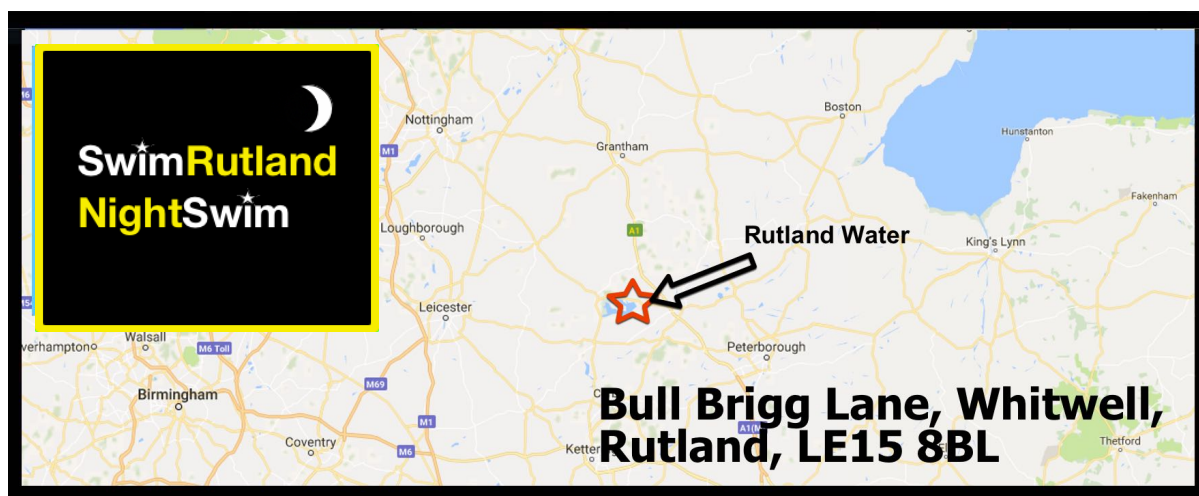 SwimRutland
NightSwim
Nottingham
Boston
Hunstanton
Grantham
M1
Fakenham
Loughborough
A1
Rutland Water
King's Lynn
Leicester
Walsall
M6 Toll
Peterborough
Birmingham
M69
M1
Bull Brigg Lane, Whitwell,
Rutland, LE15 8BL
Coventry
M6
Thetford